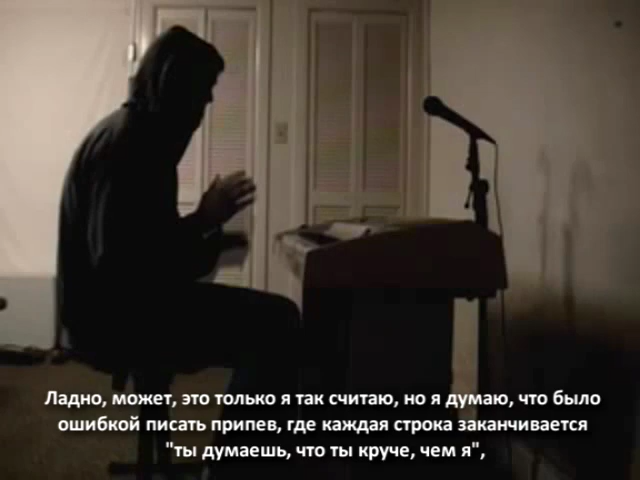 Ладно, может, это только я так считаю, но я думаю, что было
ошибкой писать припев, где каждая строка заканчивается
"ты думаешь, что ты круче, чем я",